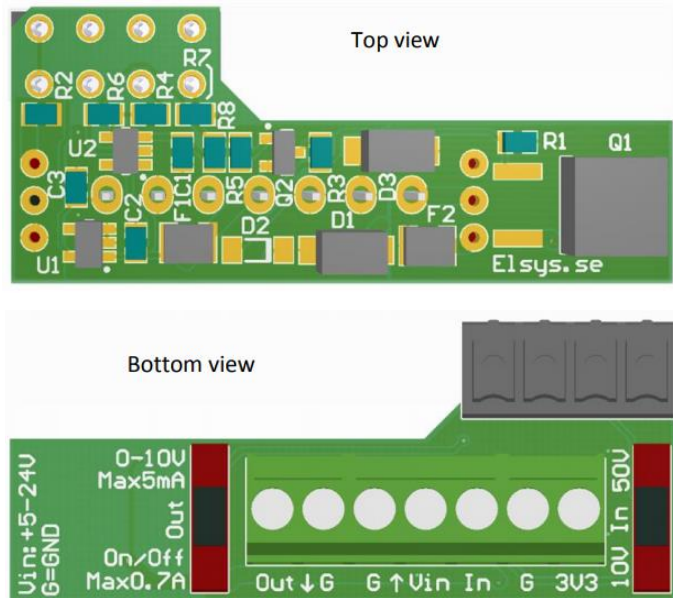 Top view
R7
R2 R6 R4 R8
U2 R1 Q1
C3 C2 F1C1 R5 Q2 R3 D3
D2 D1 F2
U1 Elsys.se
Bottom view
Vin:+5-24V
G=GND
0-10V
Max5mA
Out
On/Off
Max0.7A
10V In 50V
Out ↓ G G ↑ Vin In G 3V3